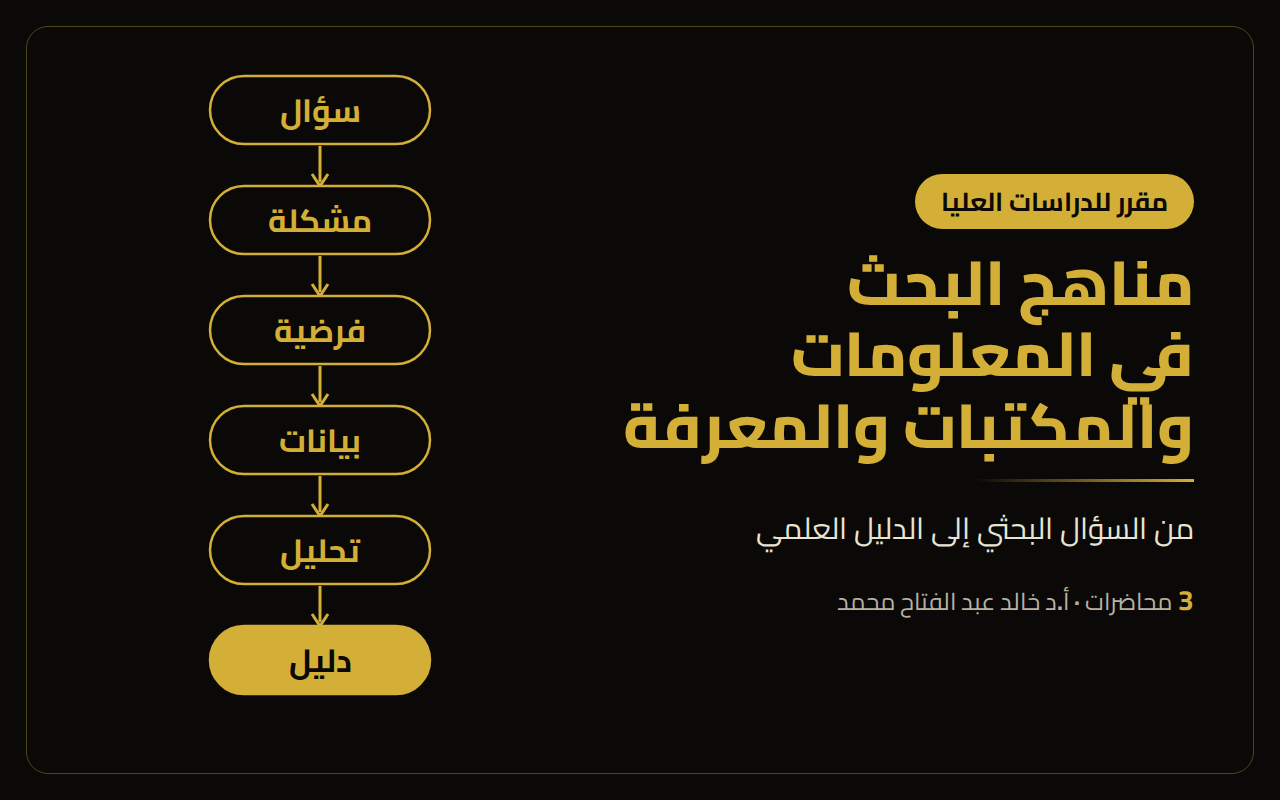 مقرر للدراسات العليا
مناهج البحث
في المعلومات
والمكتبات والمعرفة
من السؤال البحثي إلى الدليل العلمي
3 محاضرات · أ.د خالد عبد الفتاح محمد
سؤال
مشكلة
فرضية
بيانات
تحليل
دليل